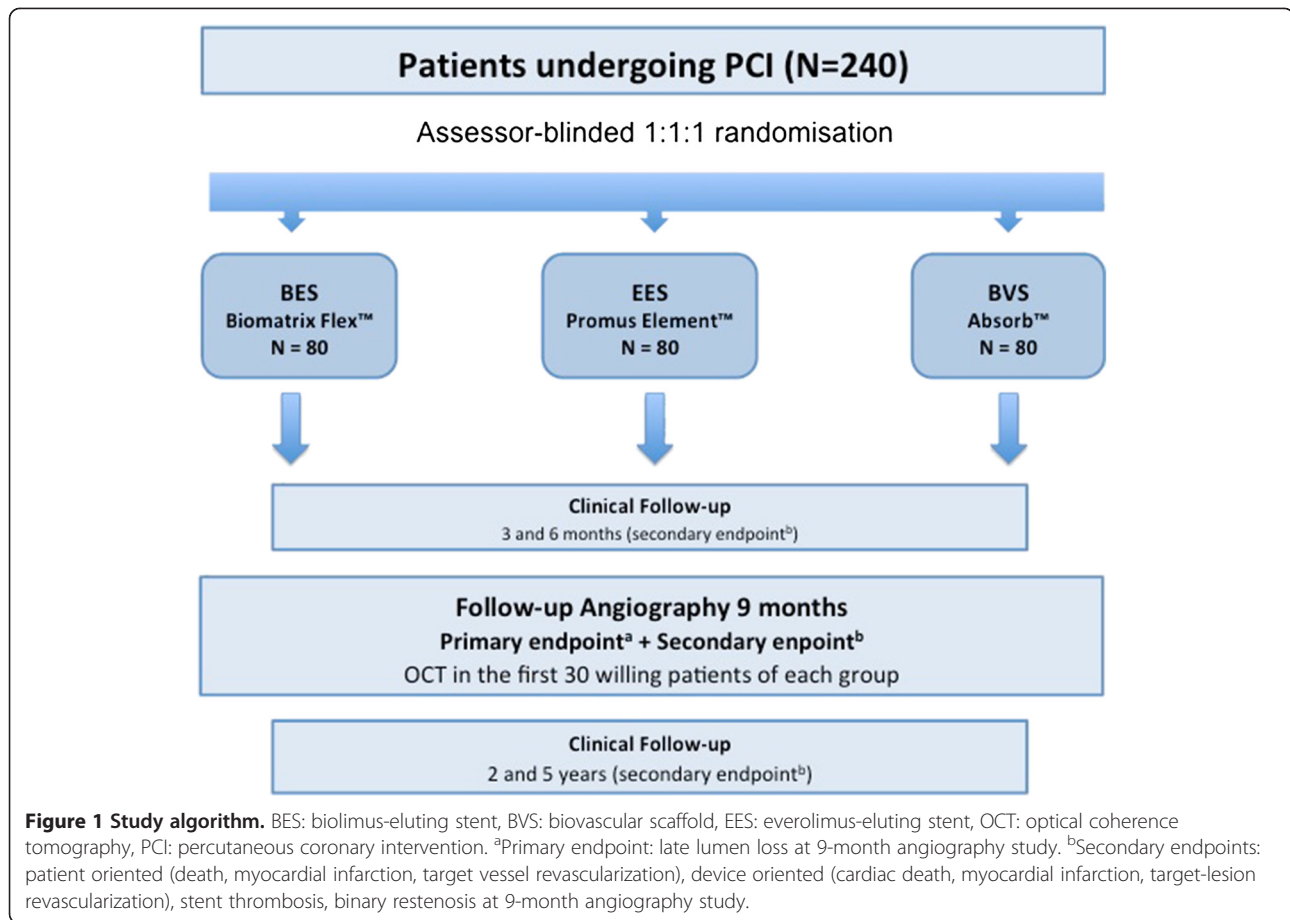 Patients undergoing PCI (N=240)
Assessor-blinded 1:1:1 randomisation
BES
Biomatrix Flex™
N = 80
EES
Promus Element™
N = 80
BVS
Absorb™
N = 80
Clinical Follow-up
3 and 6 months (secondary endpointᵇ)
Follow-up Angiography 9 months
Primary endpointᵃ + Secondary enpointᵇ
OCT in the first 30 willing patients of each group
Clinical Follow-up
2 and 5 years (secondary endpointᵇ)
Figure 1 Study algorithm. BES: biolimus-eluting stent, BVS: biovascular scaffold, EES: everolimus-eluting stent, OCT: optical coherence
tomography, PCI: percutaneous coronary intervention. ᵃPrimary endpoint: late lumen loss at 9-month angiography study. ᵇSecondary endpoints:
patient oriented (death, myocardial infarction, target vessel revascularization), device oriented (cardiac death, myocardial infarction, target-lesion
revascularization), stent thrombosis, binary restenosis at 9-month angiography study.